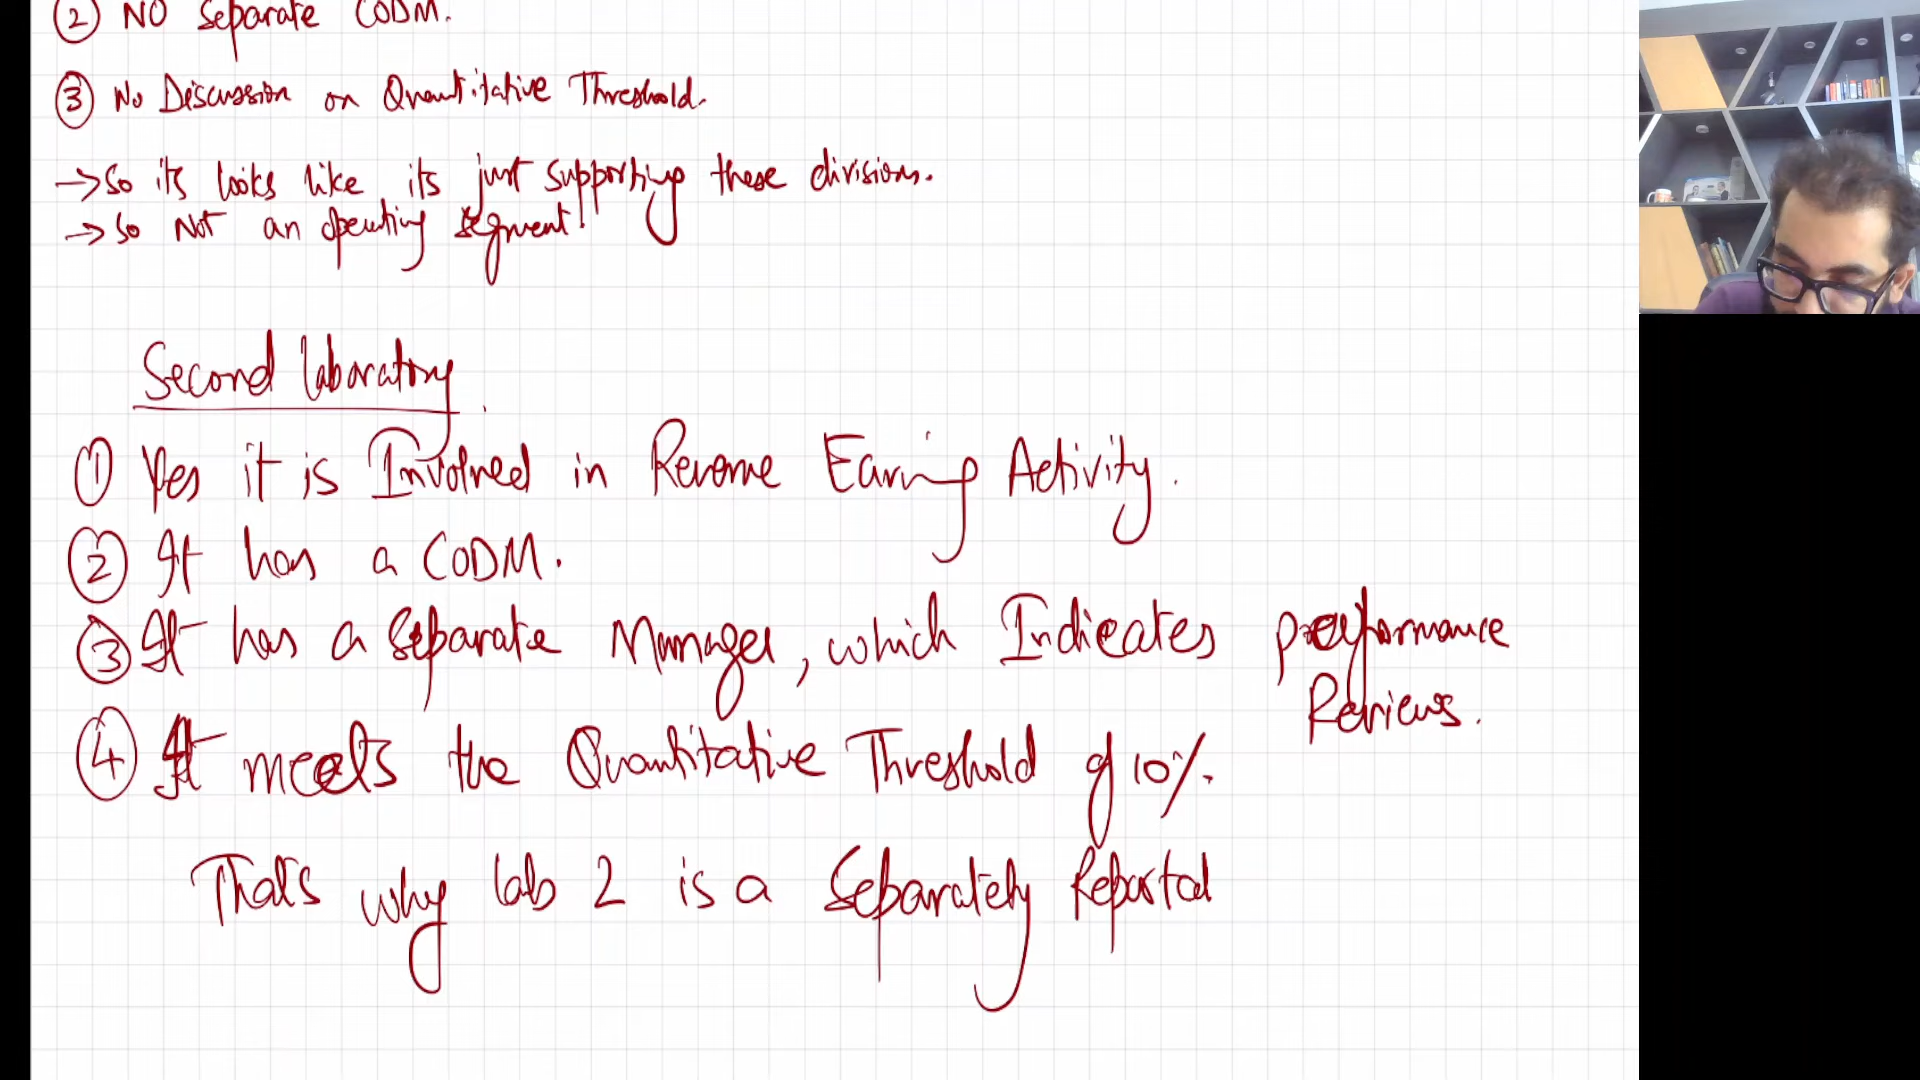 ② NO Separate CODM.
③ No Discussion on Quantitative Threshold.
→ So its looks like its just supporting these divisions.
→ So Not an operating segment!
Second laboratory
① Yes it is Involved in Revenue Earning Activity.
② It has a CODM.
③ It has a Separate Manager, which Indicates performance
Reviews.
④ It meets the Quantitative Threshold of 10%.
That's why lab 2 is a Separately Reported